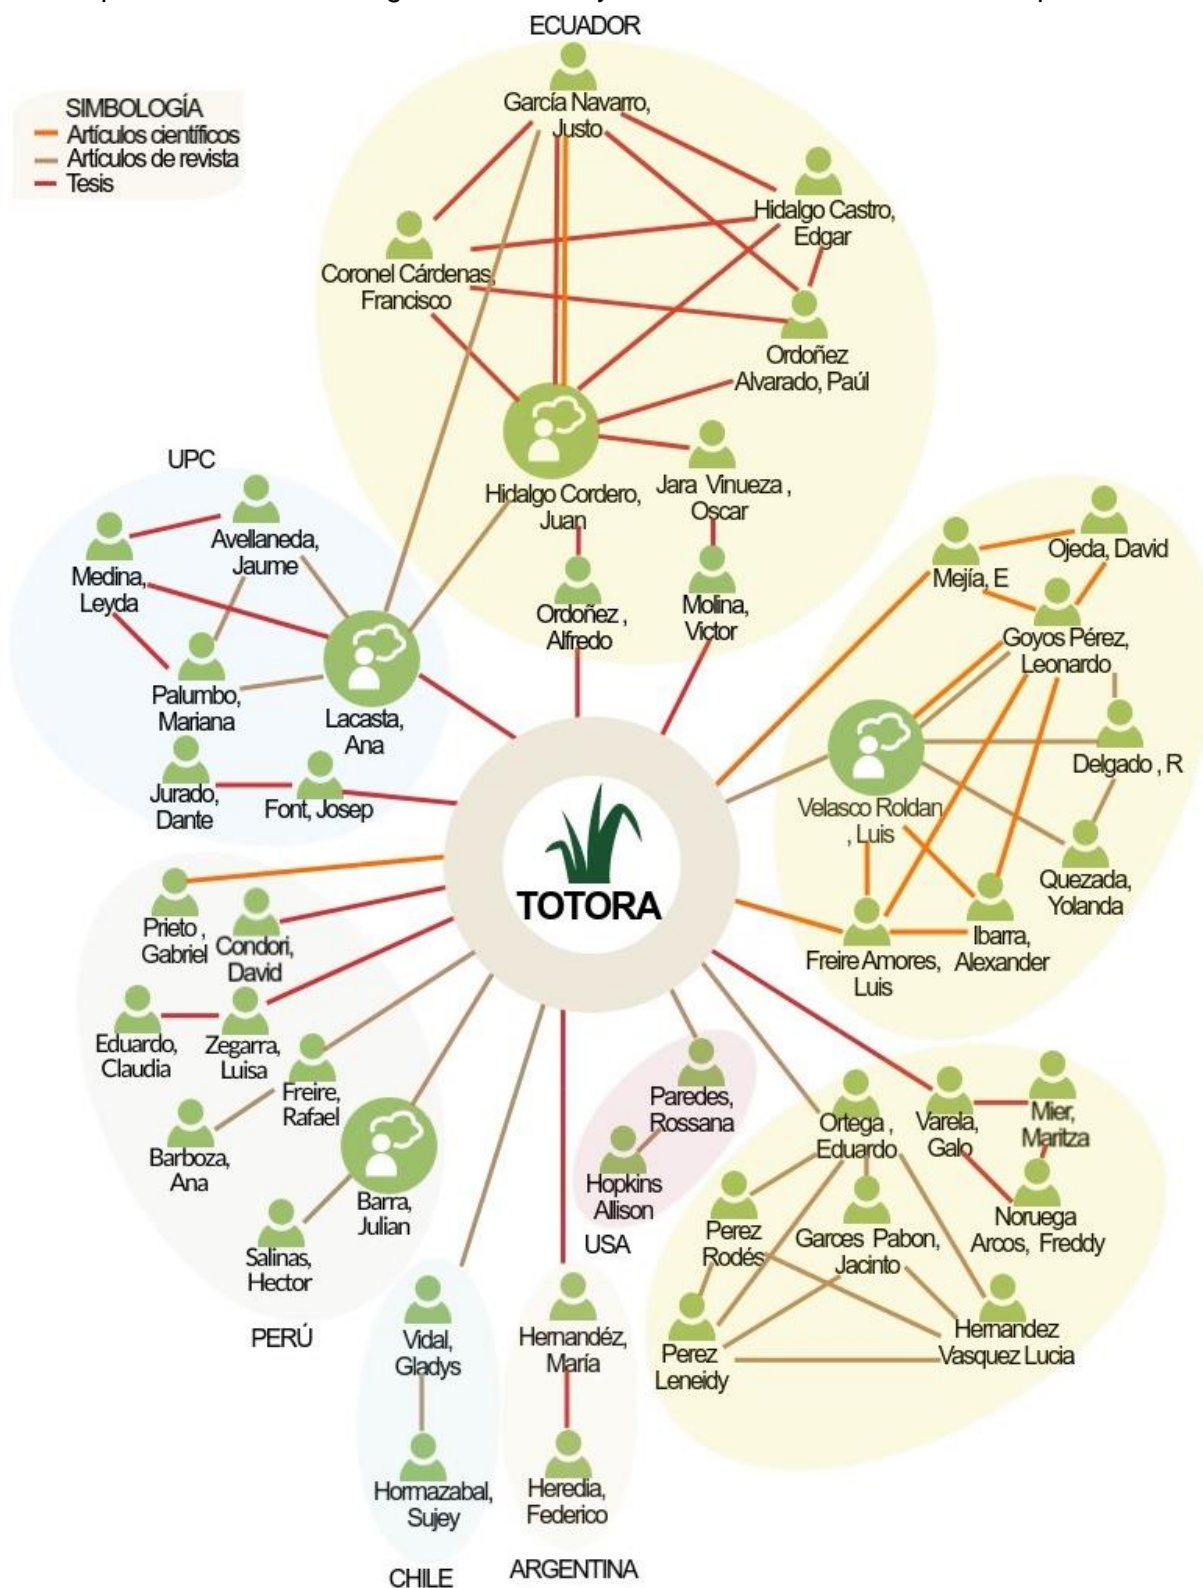 ECUADOR
SIMBOLOGÍA
Artículos científicos
Artículos de revista
Tesis
García Navarro,
Justo
Hidalgo Castro,
Edgar
Coronel Cárdenas,
Francisco
Ordoñez
Alvarado, Paúl
Hidalgo Cordero,
Juan
Jara Vinueza ,
Oscar
Ordoñez ,
Alfredo
Molina,
Victor
UPC
Avellaneda,
Jaume
Medina,
Leyda
Palumbo,
Mariana
Lacasta,
Ana
Jurado,
Dante
Font, Josep
Mejía, E
Ojeda, David
Goyos Pérez,
Leonardo
Delgado , R
Velasco Roldan
, Luis
Quezada,
Yolanda
Freire Amores,
Luis
Ibarra,
Alexander
TOTORA
Prieto ,
Gabriel
Condori,
David
Eduardo,
Claudia
Zegarra,
Luisa
Freire,
Rafael
Barboza,
Ana
Barra,
Julian
Salinas,
Hector
PERÚ
Paredes,
Rossana
Hopkins
Allison
USA
Ortega ,
Eduardo
Varela,
Galo
Mier,
Maritza
Noruega
Arcos, Freddy
Perez
Rodés
Garces Pabon,
Jacinto
Perez
Leneidy
Hernandez
Vasquez Lucia
Vidal,
Gladys
Hormazabal,
Sujey
CHILE
Hernandéz,
María
Heredia,
Federico
ARGENTINA